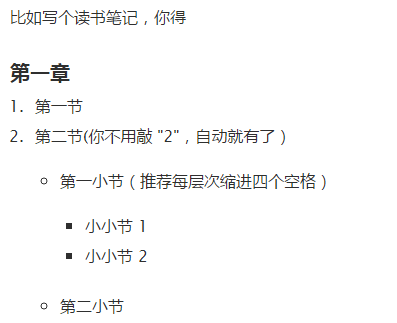 比如写个读书笔记，你得
第一章
1. 第一节
2. 第二节(你不用敲 "2"，自动就有了）
第一小节（推荐每层次缩进四个空格）
小小节 1
小小节 2
第二小节